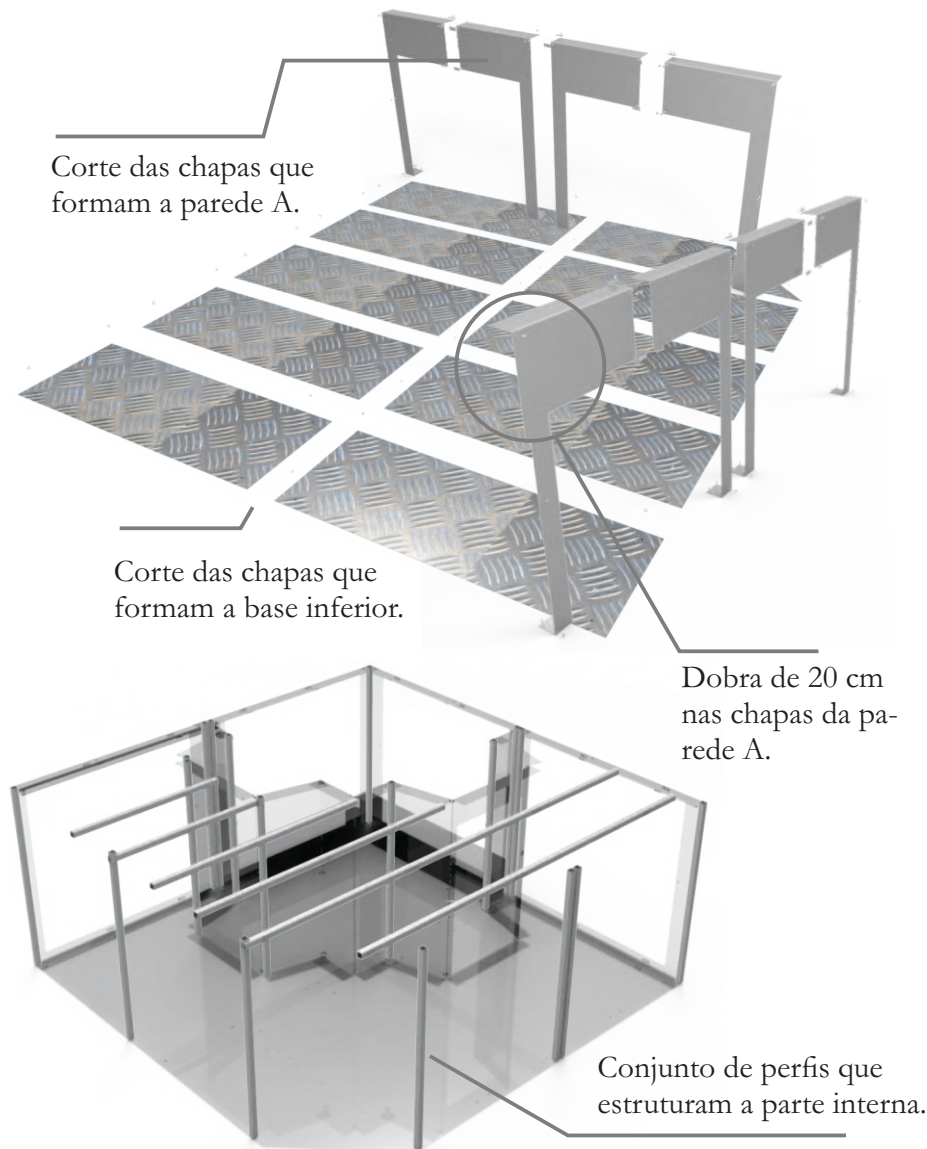 Corte das chapas que
formam a parede A.
Corte das chapas que
formam a base inferior.
Dobra de 20 cm
nas chapas da pa-
rede A.
Conjunto de perfis que
estruturam a parte interna.